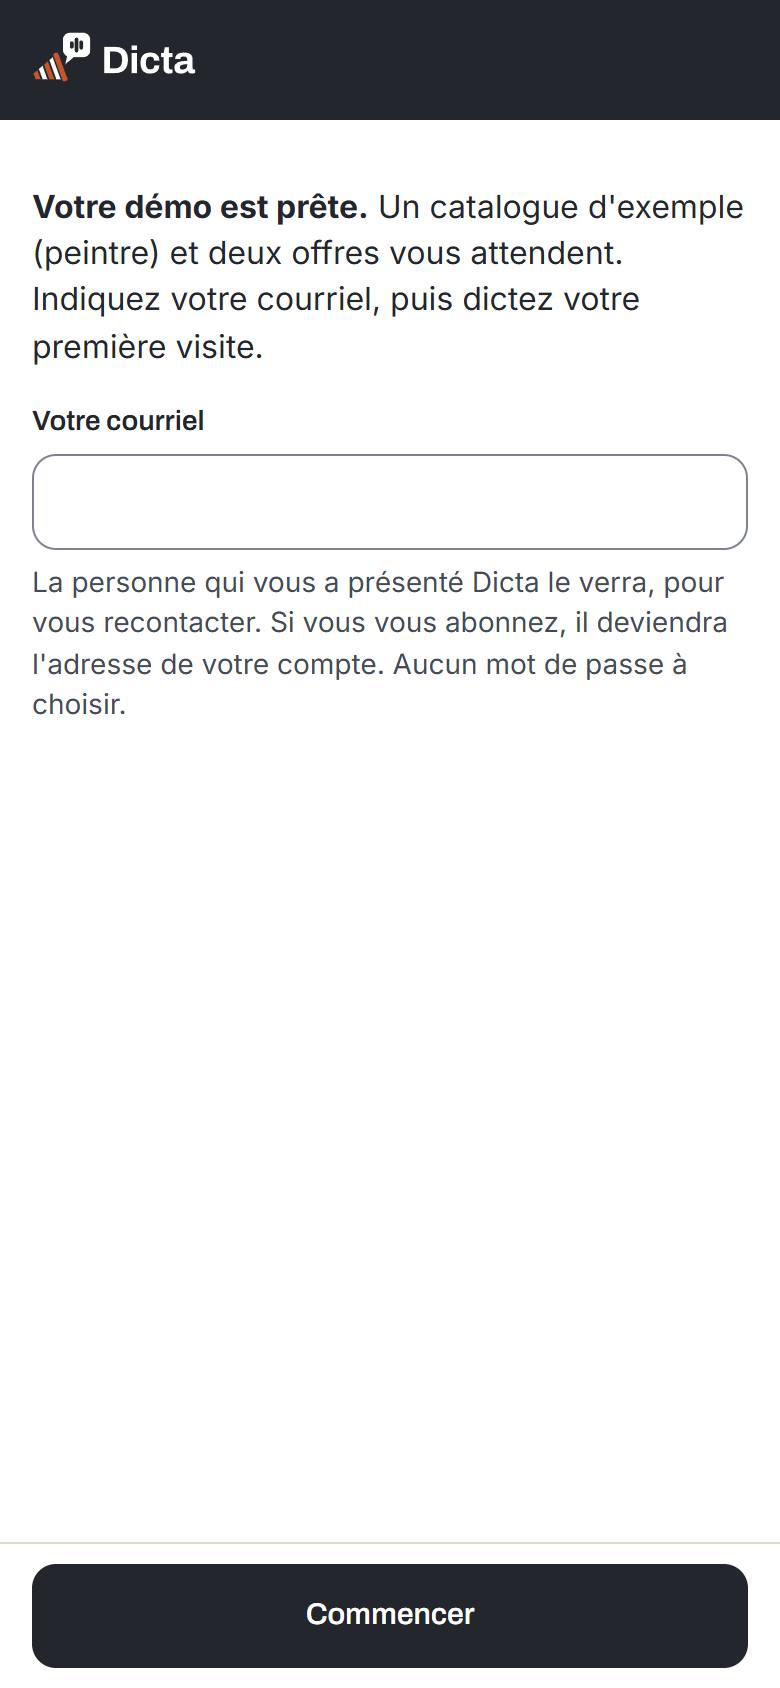 Dicta
Votre démo est prête. Un catalogue d'exemple
(peintre) et deux offres vous attendent.
Indiquez votre courriel, puis dictez votre
première visite.
Votre courriel
La personne qui vous a présenté Dicta le verra, pour
vous recontacter. Si vous vous abonnez, il deviendra
l'adresse de votre compte. Aucun mot de passe à
choisir.
Commencer